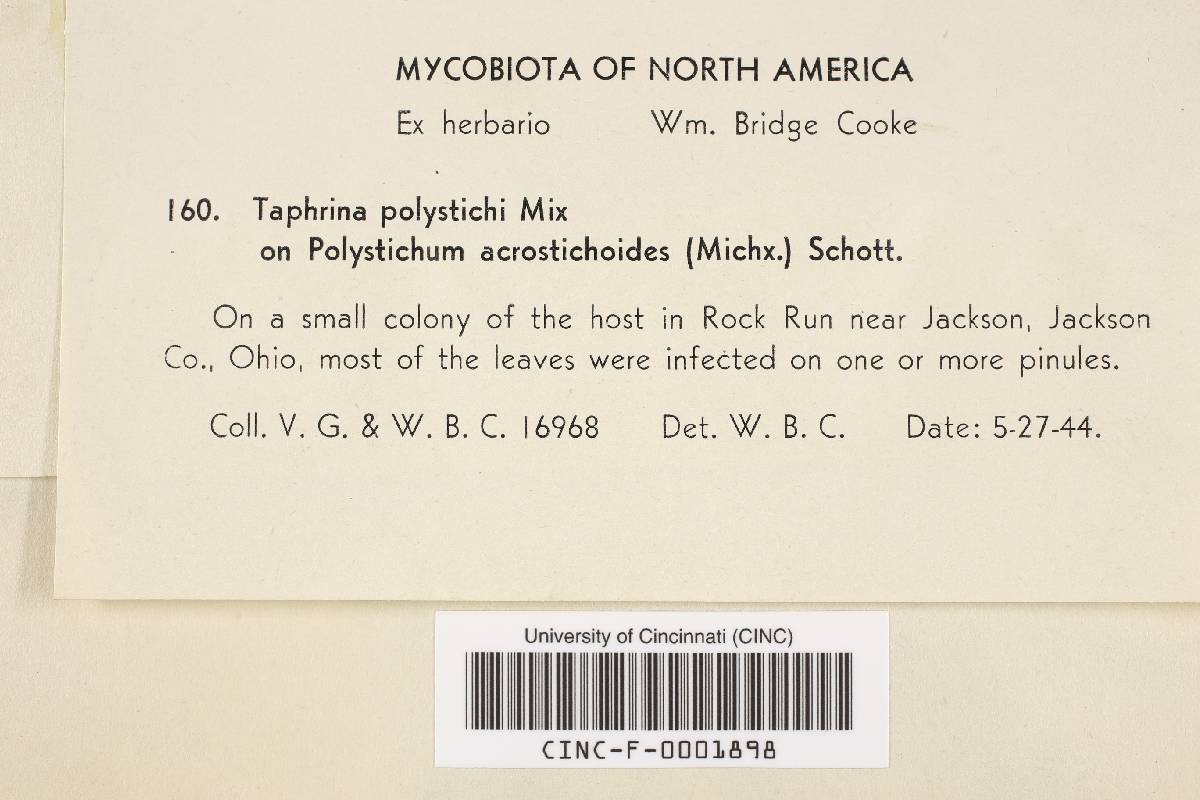 MYCOBIOTA OF NORTH AMERICA
Ex herbario Wm. Bridge Cooke
160. Taphrina polystichi Mix
on Polystichum acrostichoides (Michx.) Schott.
On a small colony of the host in Rock Run near Jackson, Jackson
Co., Ohio, most of the leaves were infected on one or more pinules.
Coll. V. G. & W. B. C. 16968 Det. W. B. C. Date: 5-27-44.
University of Cincinnati (CINC)
CINC-F-0001898